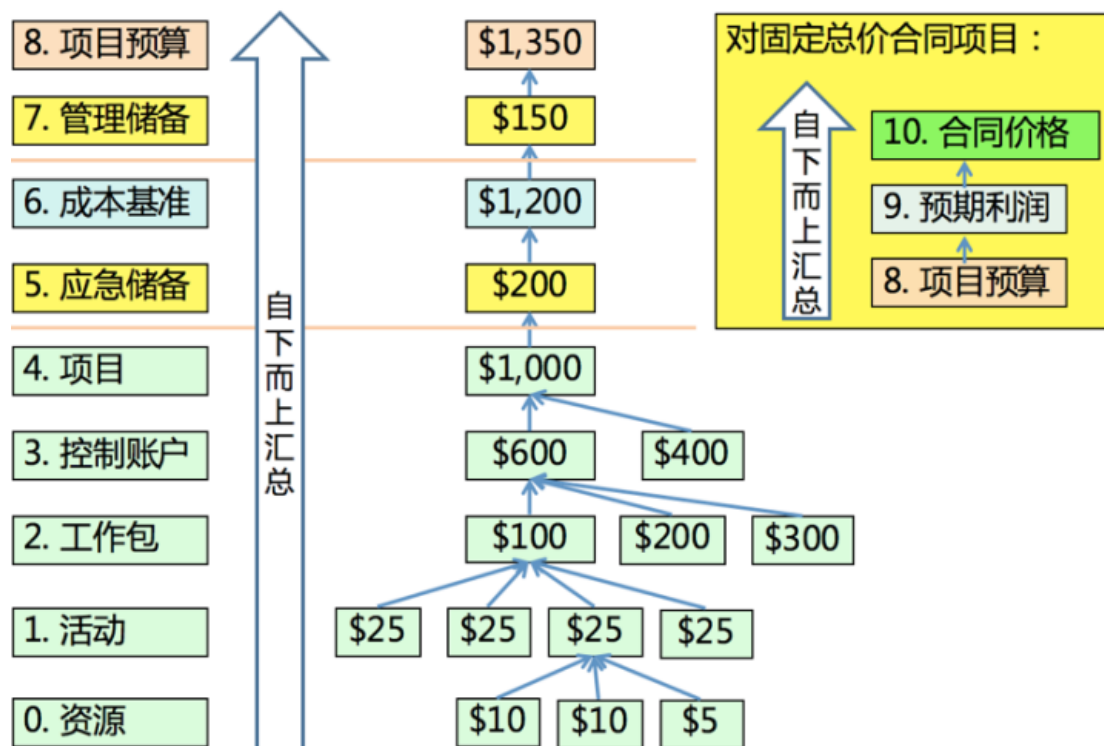 8. 项目预算
$1,350
7. 管理储备
$150
6. 成本基准
$1,200
5. 应急储备
$200
4. 项目
$1,000
3. 控制账户
$600
$400
2. 工作包
$100
$200
$300
1. 活动
$25
$25
$25
$25
0. 资源
$10
$10
$5
自下而上汇总
对固定总价合同项目：
自下而上汇总
10. 合同价格
9. 预期利润
8. 项目预算